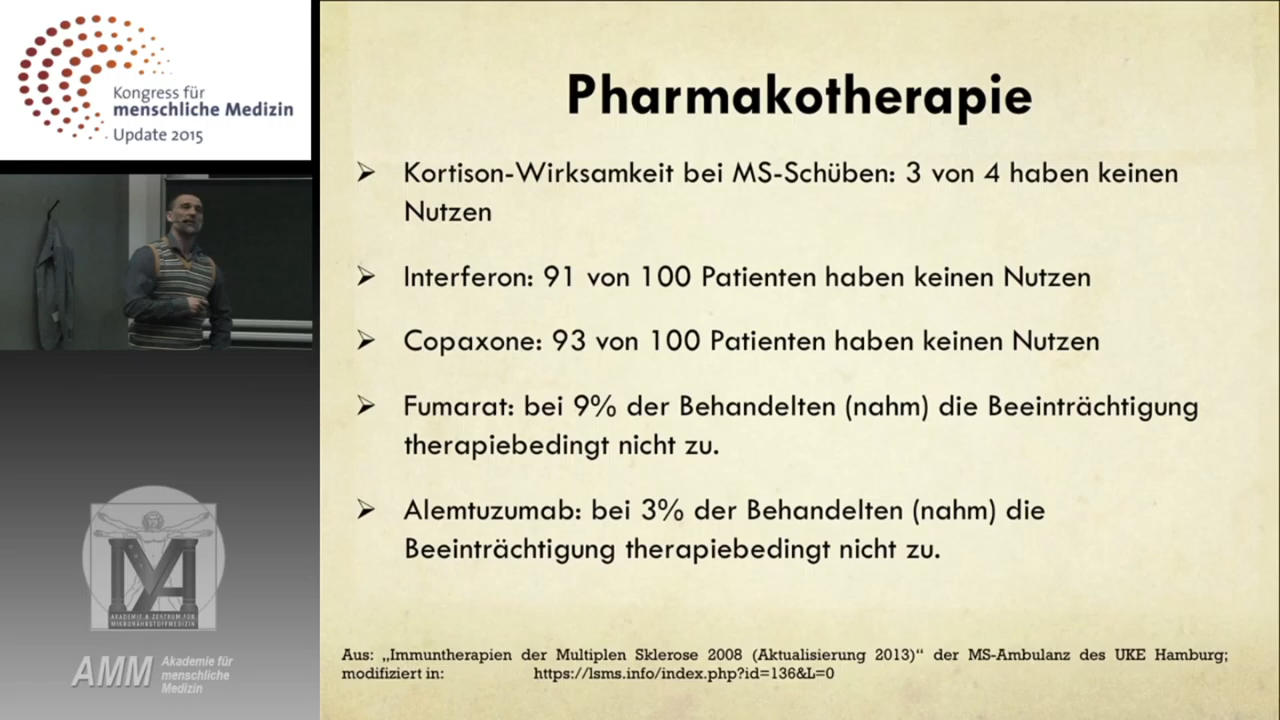 Kongress für
menschliche Medizin
Update 2015
Pharmakotherapie
Kortison-Wirksamkeit bei MS-Schüben: 3 von 4 haben keinen
Nutzen
Interferon: 91 von 100 Patienten haben keinen Nutzen
Copaxone: 93 von 100 Patienten haben keinen Nutzen
Fumarat: bei 9% der Behandelten (nahm) die Beeinträchtigung
therapiebedingt nicht zu.
Alemtuzumab: bei 3% der Behandelten (nahm) die
Beeinträchtigung therapiebedingt nicht zu.
AKADEMIE & ZENTRUM FÜR
MIKRONÄHRSTOFFMEDIZIN
AMM Akademie für
menschliche
Medizin
Aus: „Immuntherapien der Multiplen Sklerose 2008 (Aktualisierung 2013)“ der MS-Ambulanz des UKE Hamburg;
modifiziert in: https://lsms.info/index.php?id=136&L=0